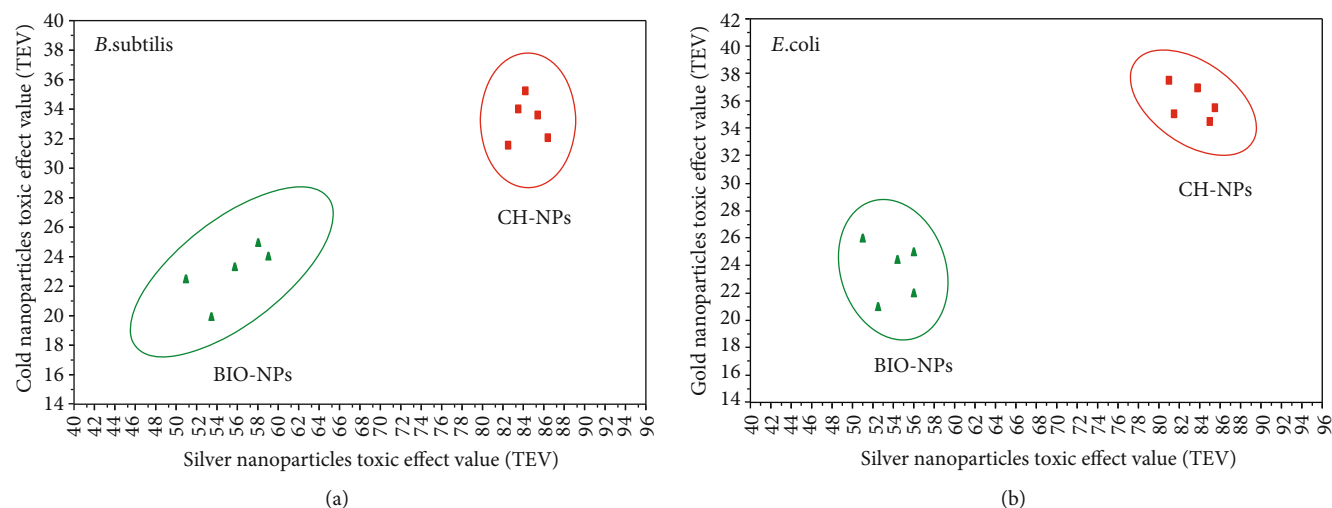 40
38
36
34
32
30
28
26
24
22
20
18
16
14
Cold nanoparticles toxic effect value (TEV)
B.subtilis
CH-NPs
BIO-NPs
40 42 44 46 48 50 52 54 56 58 60 62 64 66 68 70 72 74 76 78 80 82 84 86 88 90 92 94 96
Silver nanoparticles toxic effect value (TEV)
(a)
42
40
38
36
34
32
30
28
26
24
22
20
18
16
14
Gold nanoparticles toxic effect value (TEV)
E.coli
CH-NPs
BIO-NPs
40 42 44 46 48 50 52 54 56 58 60 62 64 66 68 70 72 74 76 78 80 82 84 86 88 90 92 94 96
Silver nanoparticles toxic effect value (TEV)
(b)